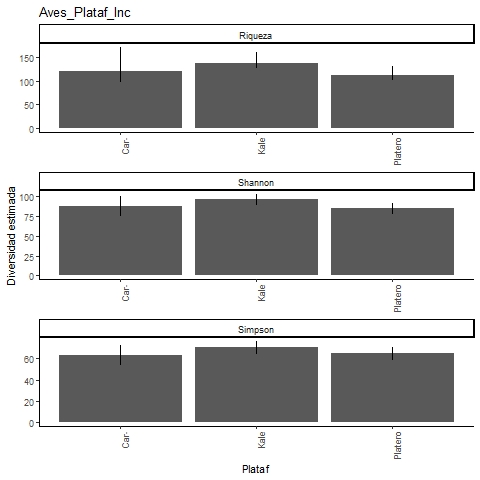 Aves_Plataf_Inc
Riqueza
150
100
50
0
Car-
Kale
Platero
Shannon
100
75
50
25
0
Car-
Kale
Platero
Simpson
60
40
20
0
Car-
Kale
Platero
Diversidad estimada
Plataf